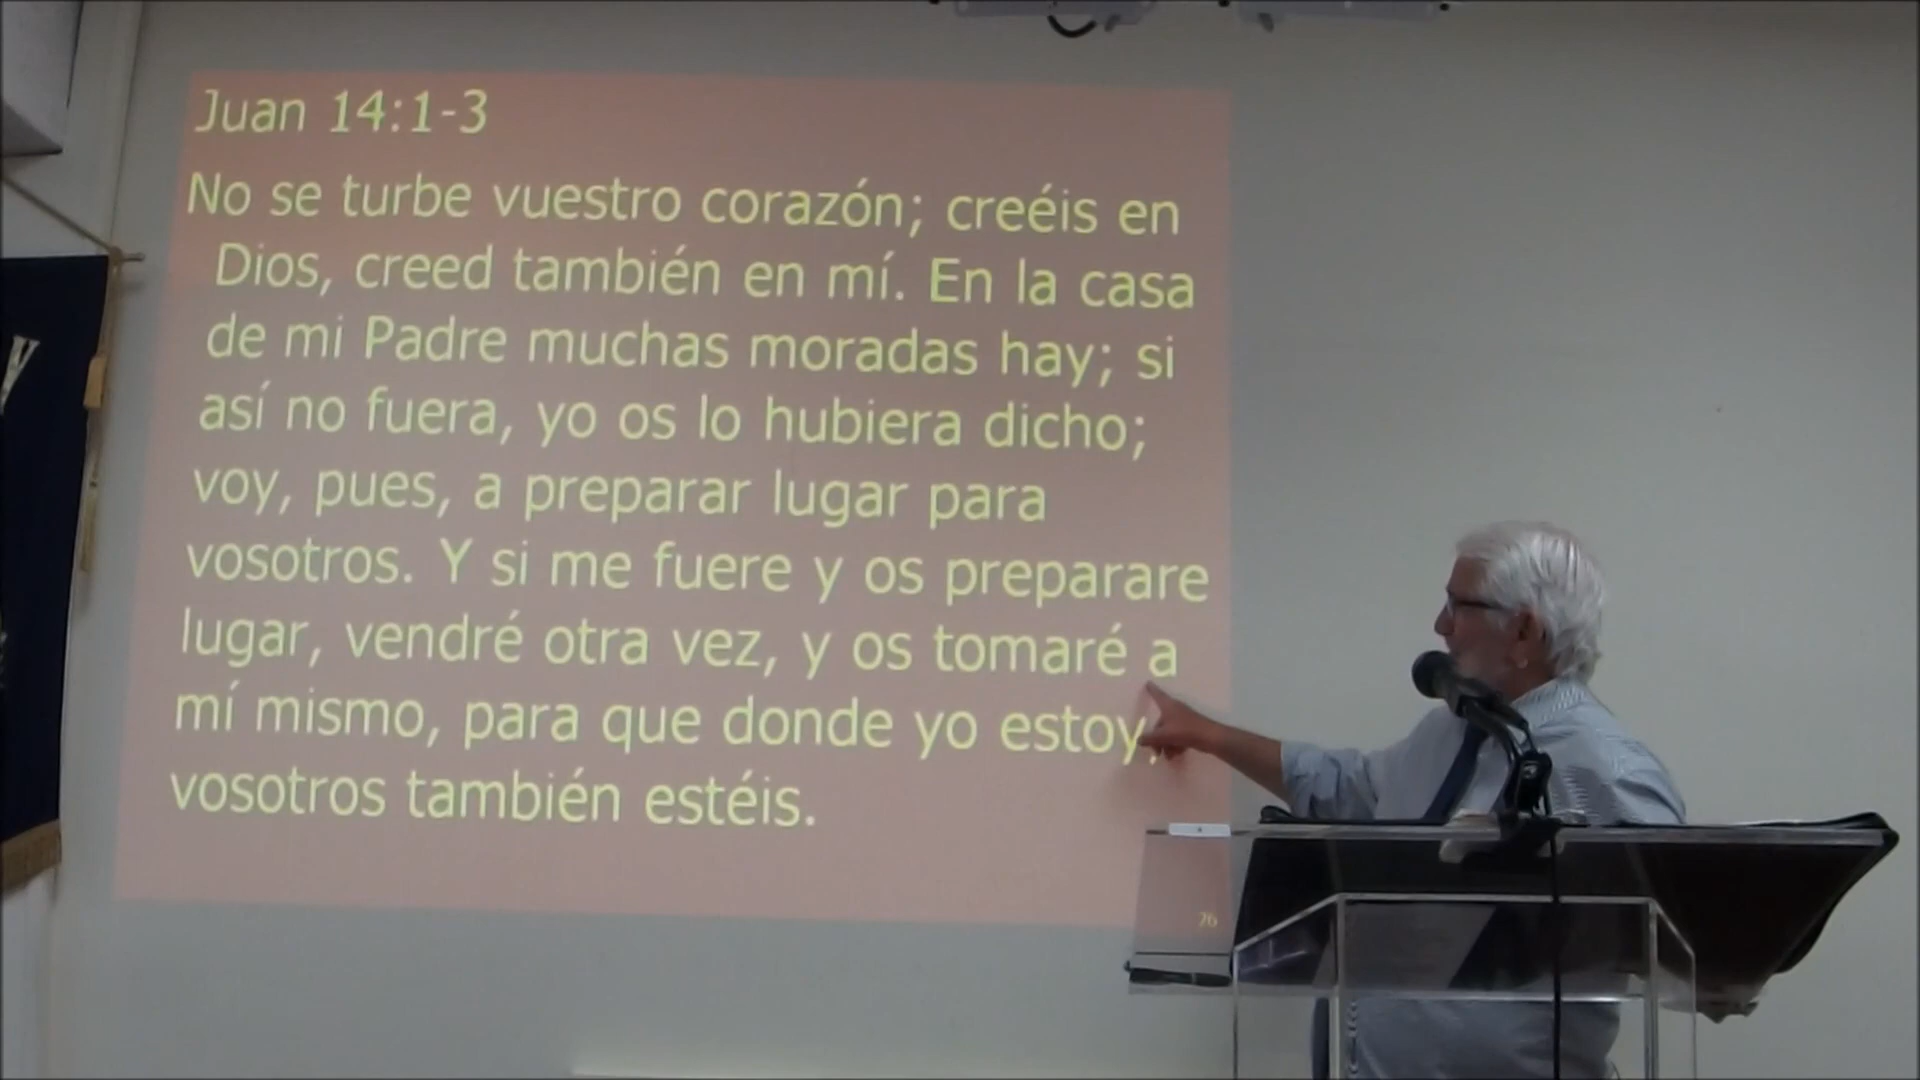 Juan 14:1-3
No se turbe vuestro corazón; creéis en
Dios, creed también en mí. En la casa
de mi Padre muchas moradas hay; si
así no fuera, yo os lo hubiera dicho;
voy, pues, a preparar lugar para
vosotros. Y si me fuere y os preparare
lugar, vendré otra vez, y os tomaré a
mí mismo, para que donde yo estoy,
vosotros también estéis.
26
Y